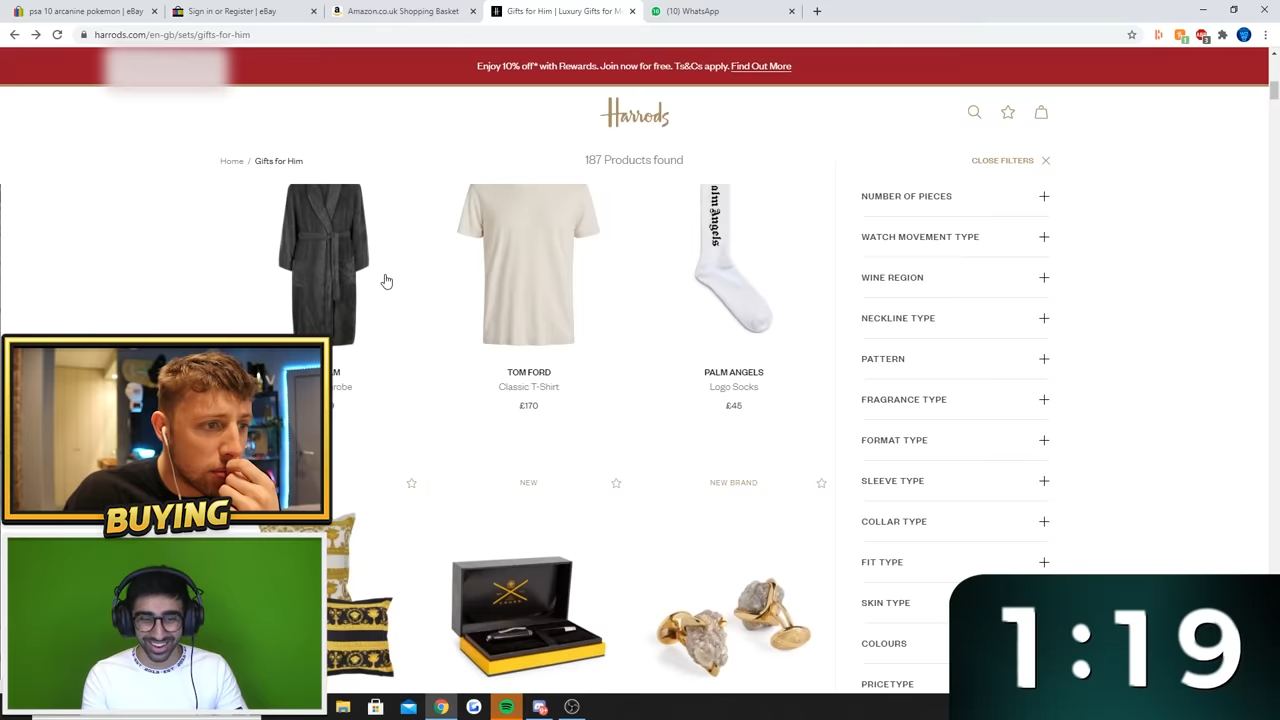 psa 10 arcanine pokemon | eBay
Sign in or Register | eBay
Amazon.co.uk Shopping Basket
Gifts for Him | Luxury Gifts for M
(10) WhatsApp
harrods.com/en-gb/sets/gifts-for-him
Enjoy 10% off* with Rewards. Join now for free. Ts&Cs apply. Find Out More
Harrods
Home / Gifts for Him
187 Products found
CLOSE FILTERS
Palm Angels
TOM FORD
Classic T-Shirt
£170
PALM ANGELS
Logo Socks
£45
NEW
NEW BRAND
NUMBER OF PIECES
WATCH MOVEMENT TYPE
WINE REGION
NECKLINE TYPE
PATTERN
FRAGRANCE TYPE
FORMAT TYPE
SLEEVE TYPE
COLLAR TYPE
FIT TYPE
SKIN TYPE
COLOURS
PRICETYPE
BUYING
1:19